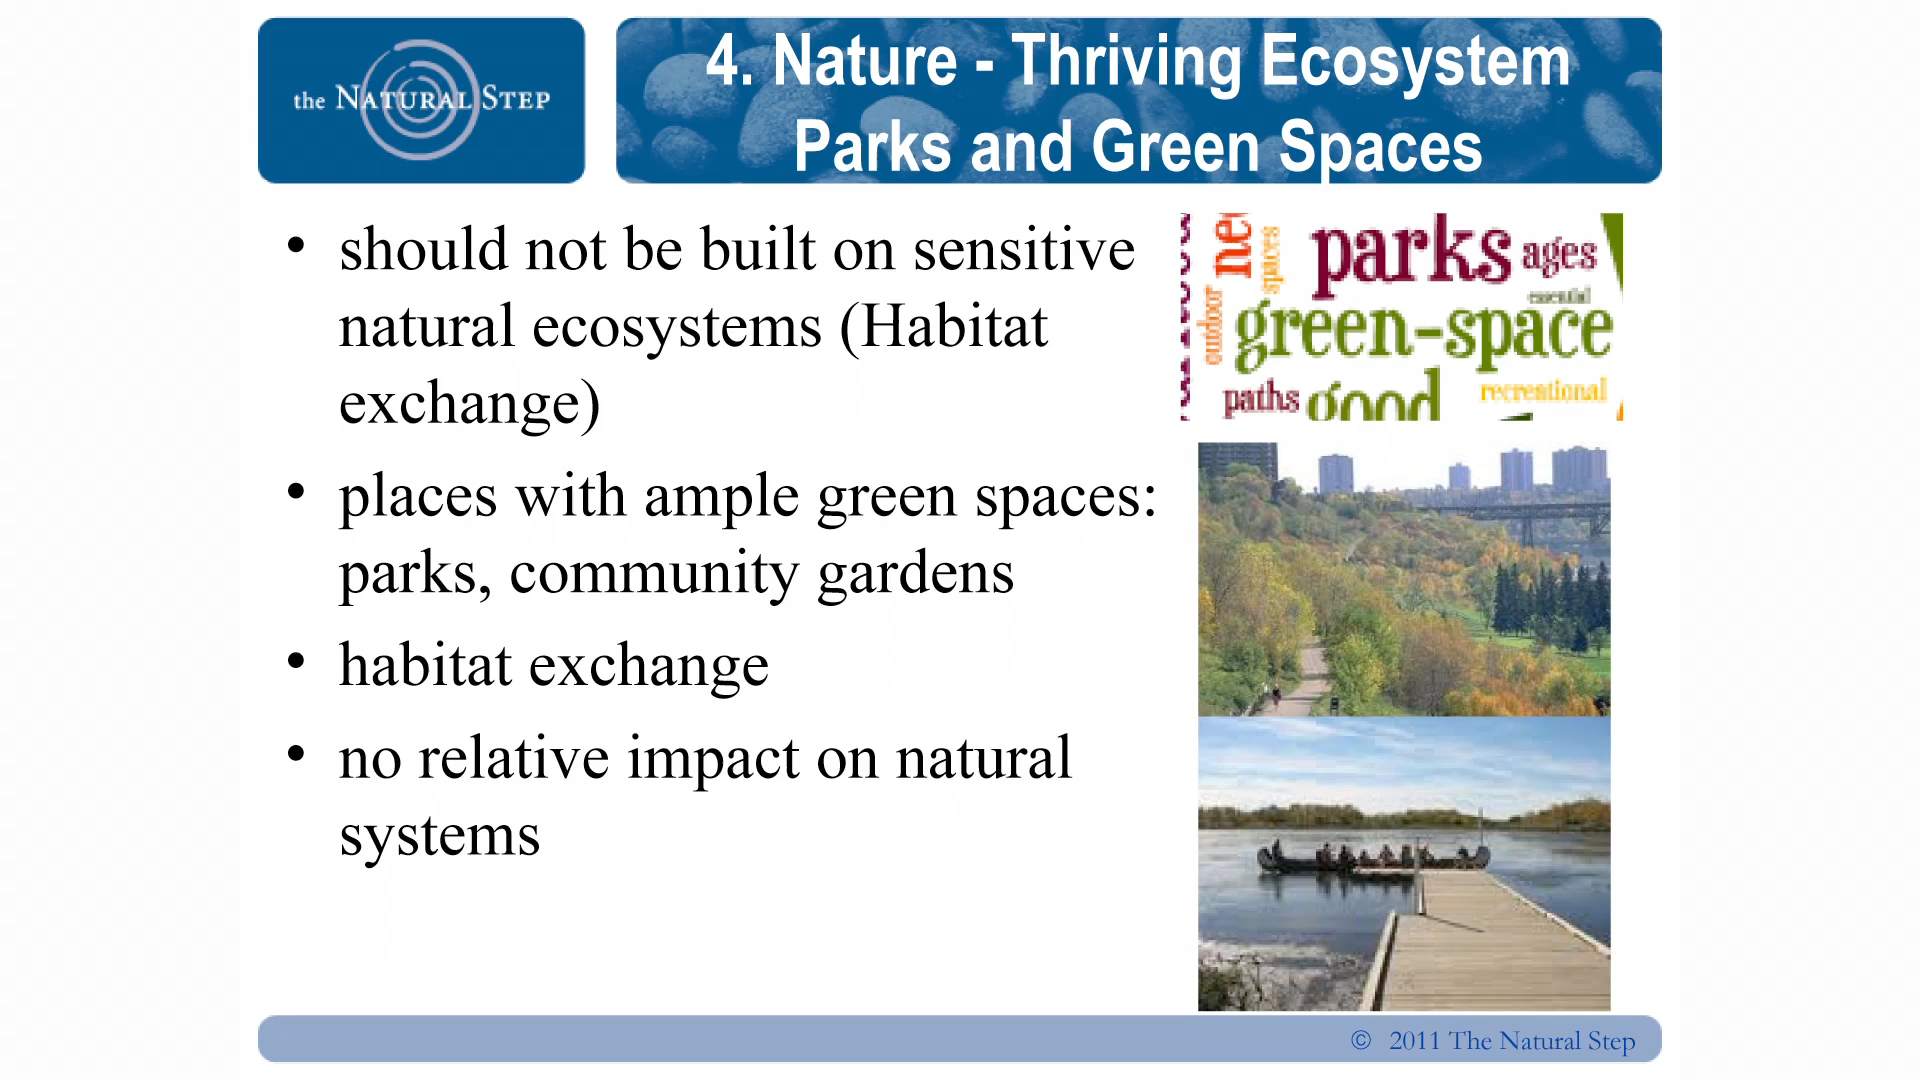 the NATURAL STEP
4. Nature - Thriving Ecosystem
Parks and Green Spaces
• should not be built on sensitive
natural ecosystems (Habitat
exchange)
• places with ample green spaces:
parks, community gardens
• habitat exchange
• no relative impact on natural
systems
spaces
outdoor
parks
ages
essential
green-space
paths
good
recreational
© 2011 The Natural Step